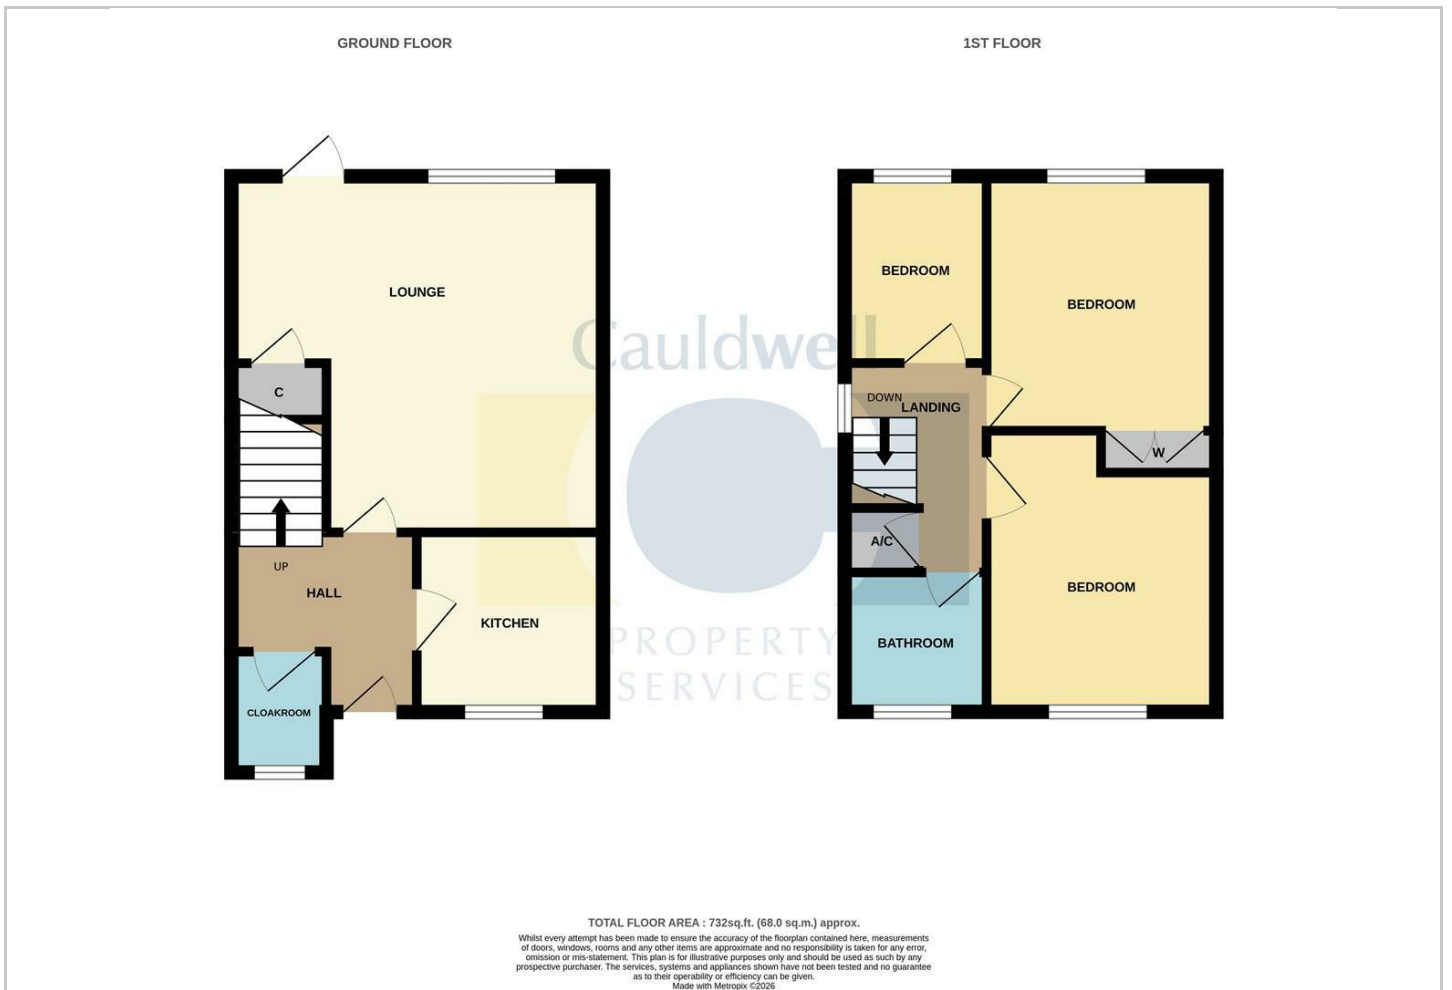 GROUND FLOOR
1ST FLOOR
LOUNGE
C
UP
HALL
KITCHEN
CLOAKROOM
BEDROOM
BEDROOM
DOWN
LANDING
W
A/C
BEDROOM
BATHROOM
Cauldwell
PROPERTY
SERVICES
TOTAL FLOOR AREA : 732sq.ft. (68.0 sq.m.) approx.
Whilst every attempt has been made to ensure the accuracy of the floorplan contained here, measurements
of doors, windows, rooms and any other items are approximate and no responsibility is taken for any error,
omission or mis-statement. This plan is for illustrative purposes only and should be used as such by any
prospective purchaser. The services, systems and appliances shown have not been tested and no guarantee
as to their operability or efficiency can be given.
Made with Metropix ©2026